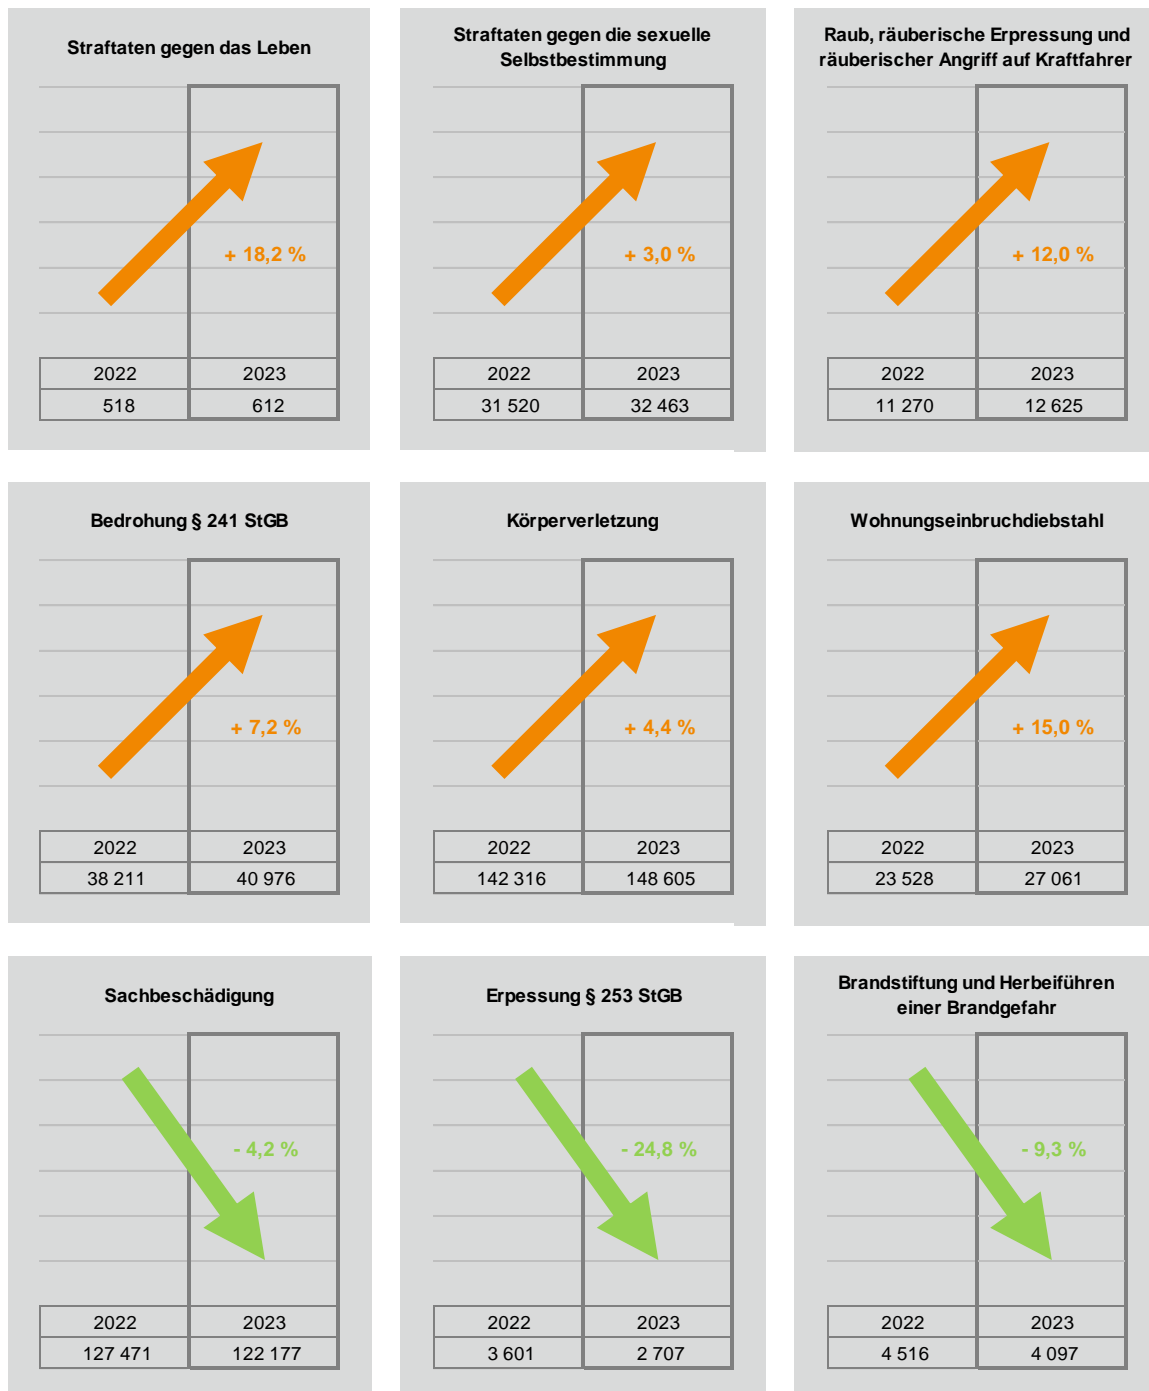 Straftaten gegen das Leben
+ 18,2 %
2022 2023
518 612
Straftaten gegen die sexuelle
Selbstbestimmung
+ 3,0 %
2022 2023
31 520 32 463
Raub, räuberische Erpressung und
räuberischer Angriff auf Kraftfahrer
+ 12,0 %
2022 2023
11 270 12 625
Bedrohung § 241 StGB
+ 7,2 %
2022 2023
38 211 40 976
Körperverletzung
+ 4,4 %
2022 2023
142 316 148 605
Wohnungseinbruchdiebstahl
+ 15,0 %
2022 2023
23 528 27 061
Sachbeschädigung
- 4,2 %
2022 2023
127 471 122 177
Erpessung § 253 StGB
- 24,8 %
2022 2023
3 601 2 707
Brandstiftung und Herbeiführen
einer Brandgefahr
- 9,3 %
2022 2023
4 516 4 097